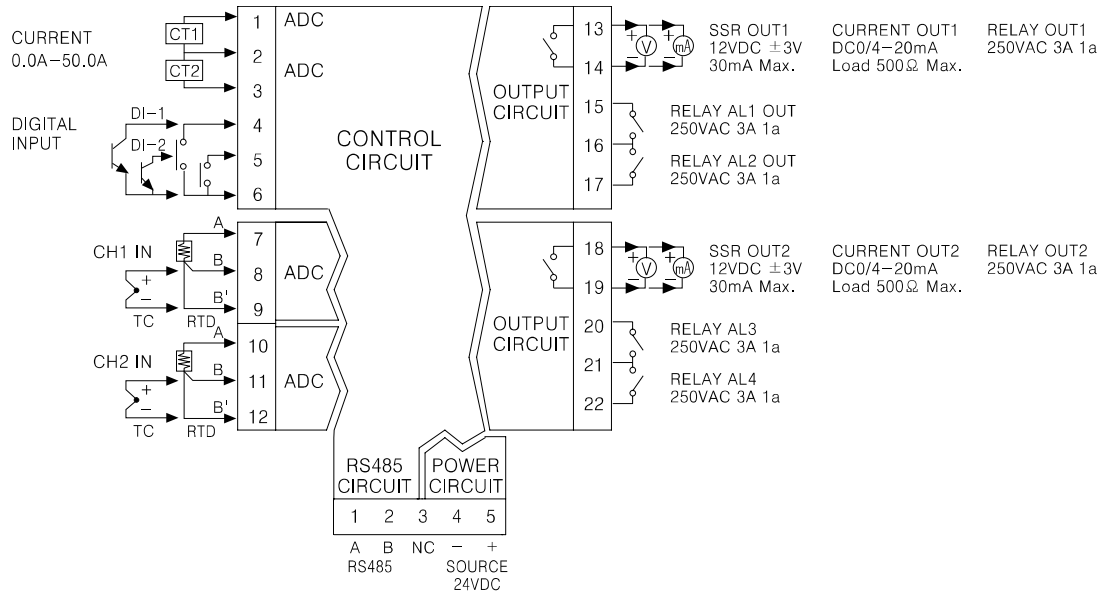 CURRENT
0.0A-50.0A
CT1
CT2
1
2
3
ADC
ADC
DIGITAL
INPUT
DI-1
DI-2
4
5
6
CONTROL
CIRCUIT
CH1 IN
+
-
TC
RTD
A
B
B'
7
8
9
ADC
CH2 IN
+
-
TC
RTD
A
B
B'
10
11
12
ADC
OUTPUT
CIRCUIT
13
14
15
16
17
+
-
V
+
-
mA
SSR OUT1
12VDC ±3V
30mA Max.
CURRENT OUT1
DC0/4-20mA
Load 500Ω Max.
RELAY OUT1
250VAC 3A 1a
RELAY AL1 OUT
250VAC 3A 1a
RELAY AL2 OUT
250VAC 3A 1a
OUTPUT
CIRCUIT
18
19
20
21
22
+
-
V
+
-
mA
SSR OUT2
12VDC ±3V
30mA Max.
CURRENT OUT2
DC0/4-20mA
Load 500Ω Max.
RELAY OUT2
250VAC 3A 1a
RELAY AL3
250VAC 3A 1a
RELAY AL4
250VAC 3A 1a
RS485
CIRCUIT
POWER
CIRCUIT
1 2 3 4 5
A B NC - +
RS485
SOURCE
24VDC